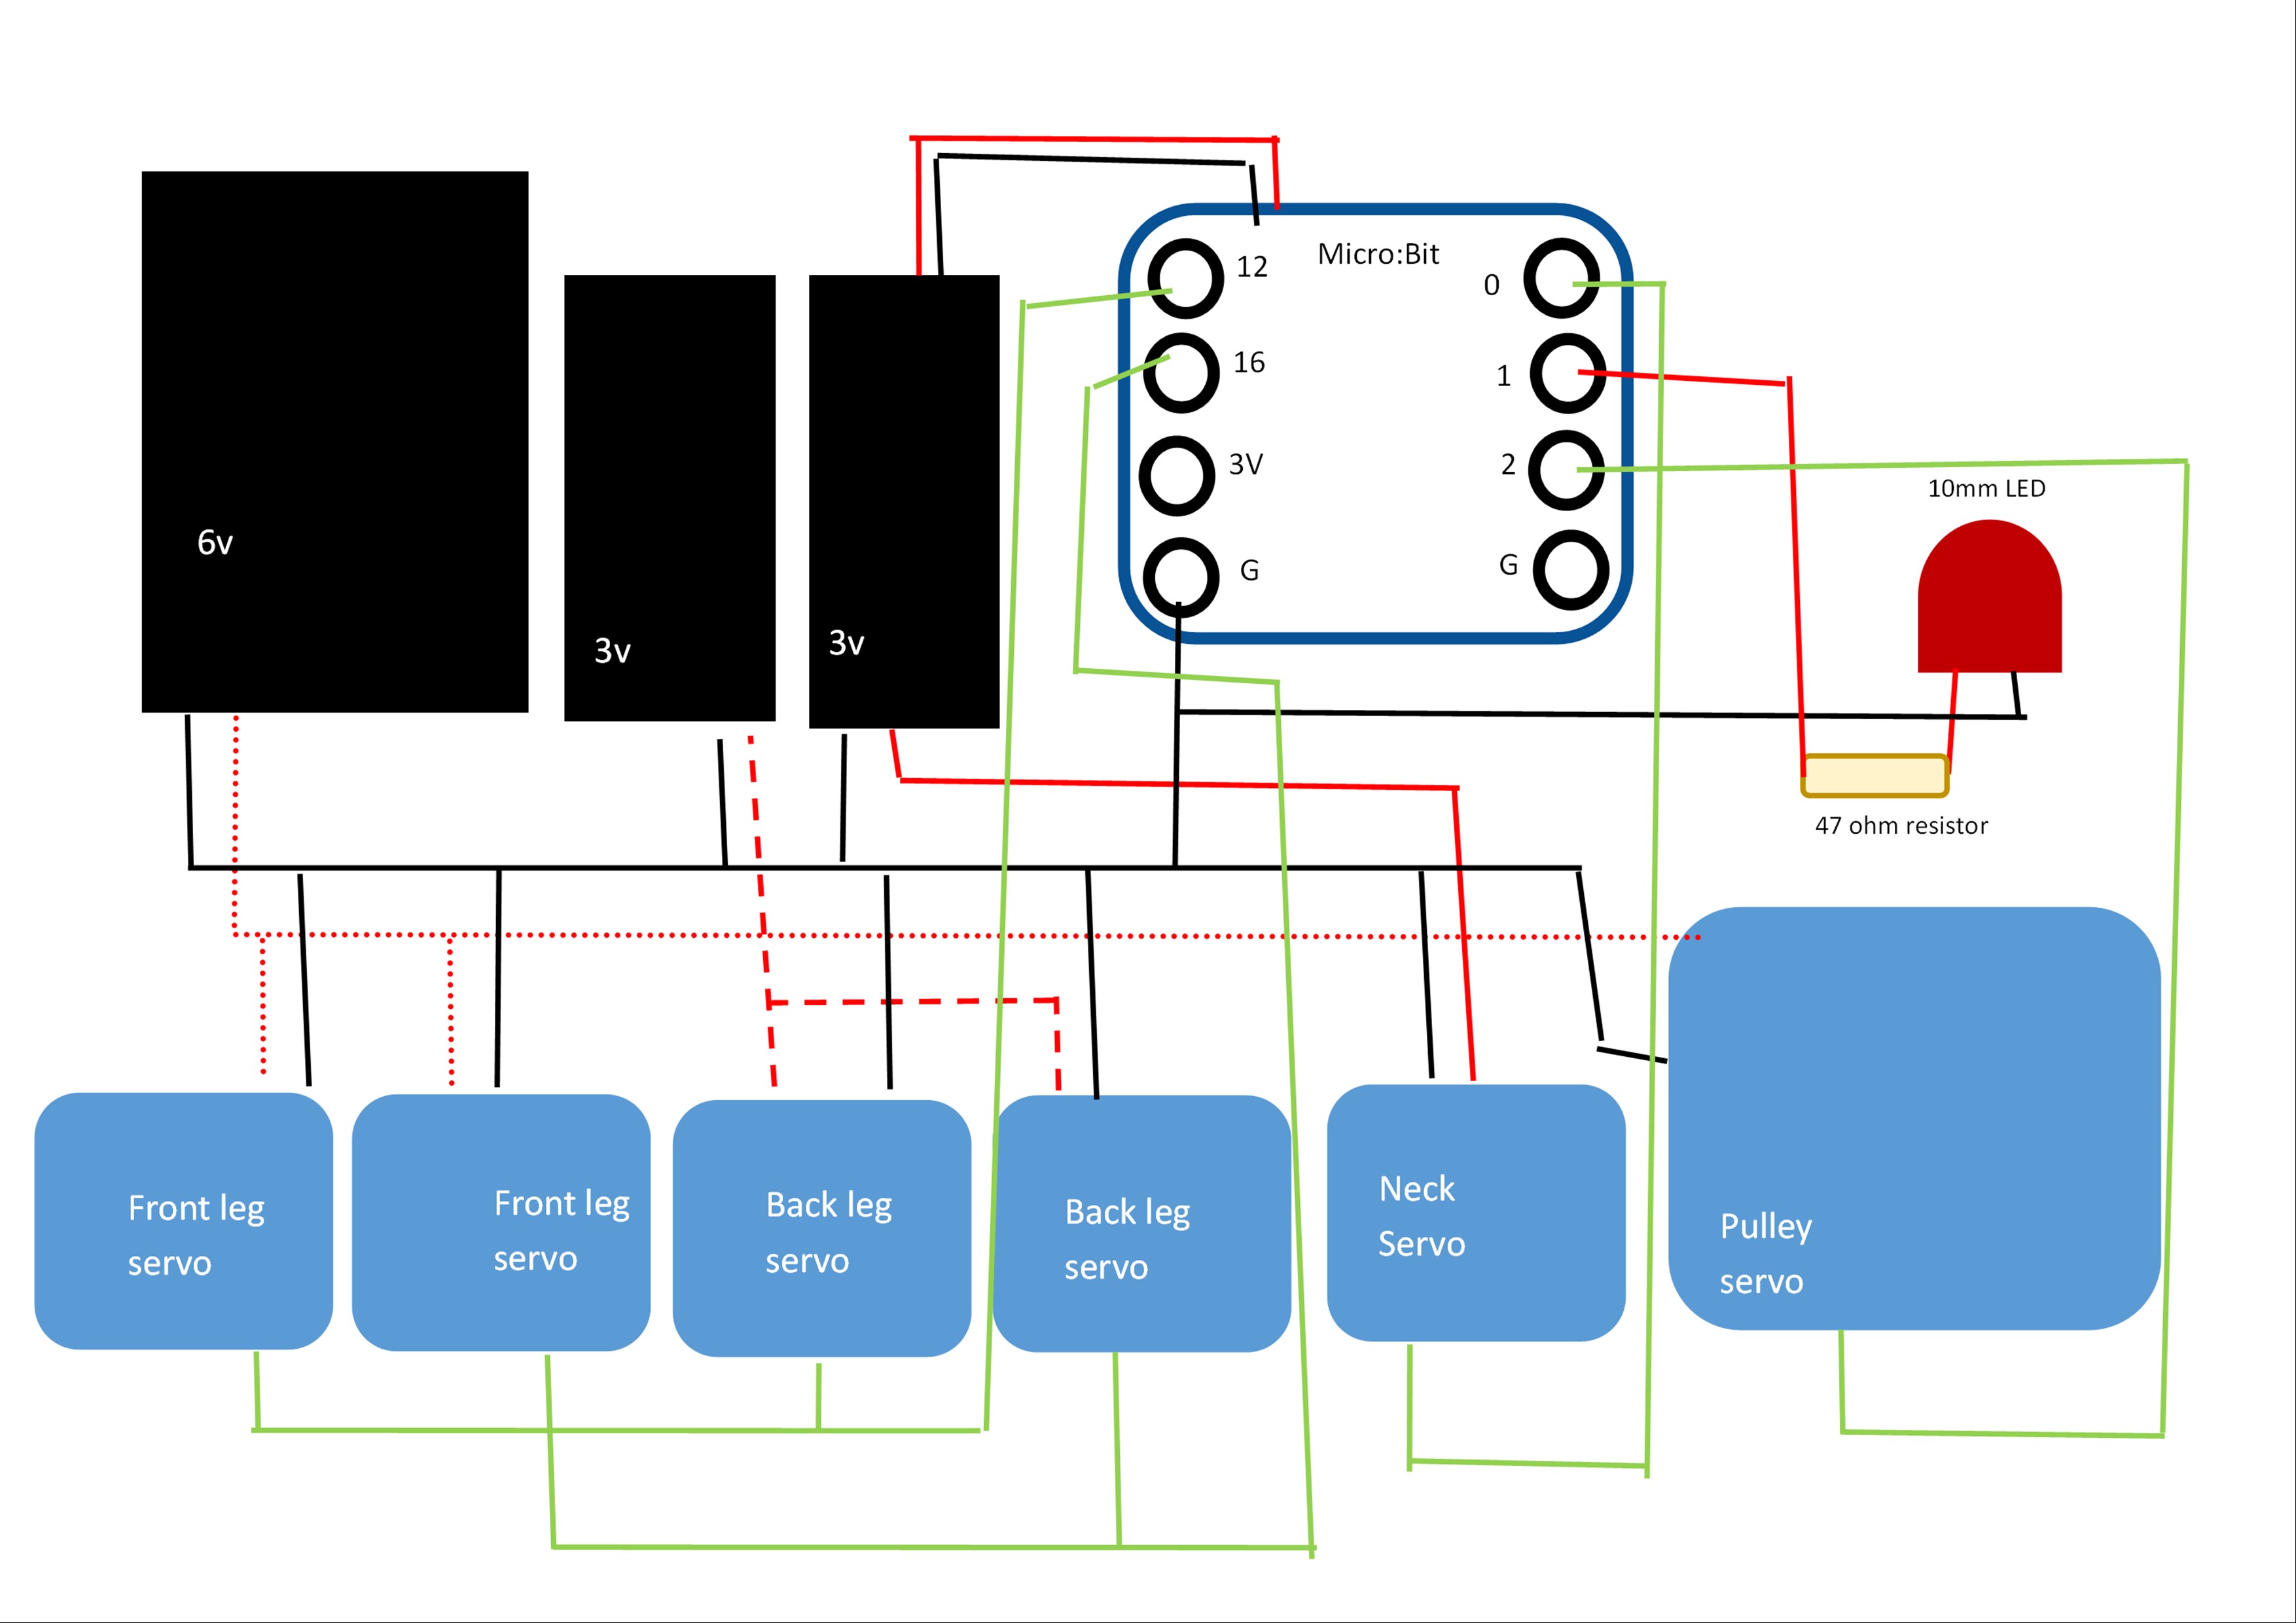 Micro:Bit
12
0
16
1
3V
2
G
G
10mm LED
6v
3v
3v
47 ohm resistor
Front leg
servo
Front leg
servo
Back leg
servo
Back leg
servo
Neck
Servo
Pulley
servo